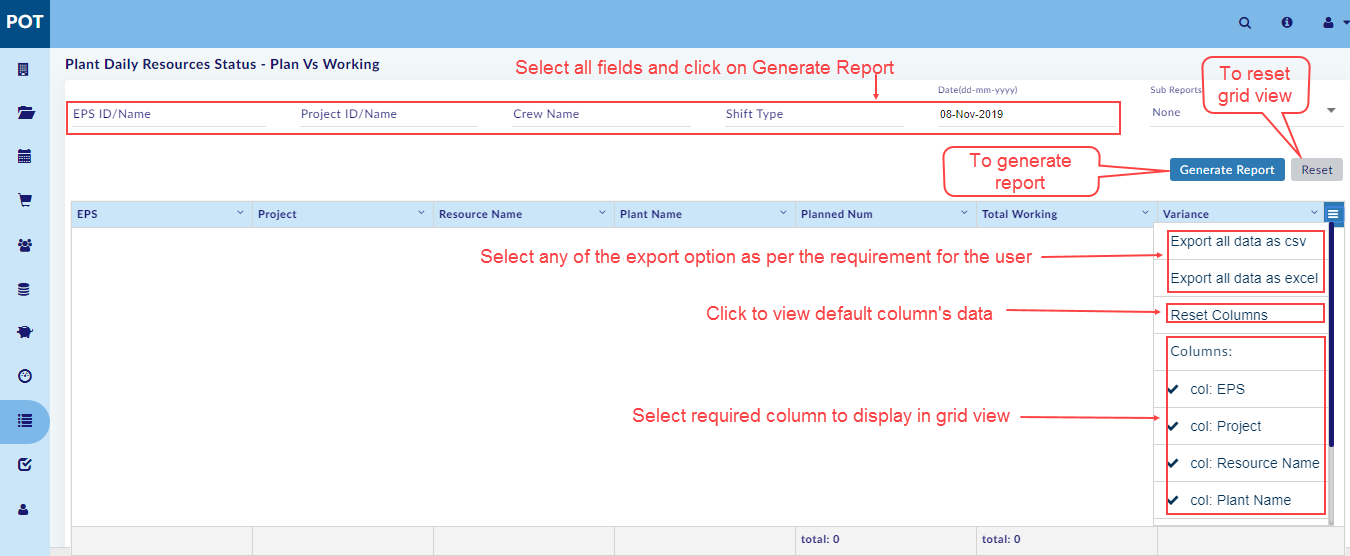 POT
Plant Daily Resources Status - Plan Vs Working
Select all fields and click on Generate Report
To reset
grid view
Date(dd-mm-yyyy)
Sub Reports
EPS ID/Name
Project ID/Name
Crew Name
Shift Type
08-Nov-2019
None
To generate
report
Generate Report
Reset
EPS
Project
Resource Name
Plant Name
Planned Num
Total Working
Variance
Export all data as csv
Select any of the export option as per the requirement for the user
Export all data as excel
Click to view default column's data
Reset Columns
Columns:
col: EPS
Select required column to display in grid view
col: Project
col: Resource Name
col: Plant Name
total: 0
total: 0